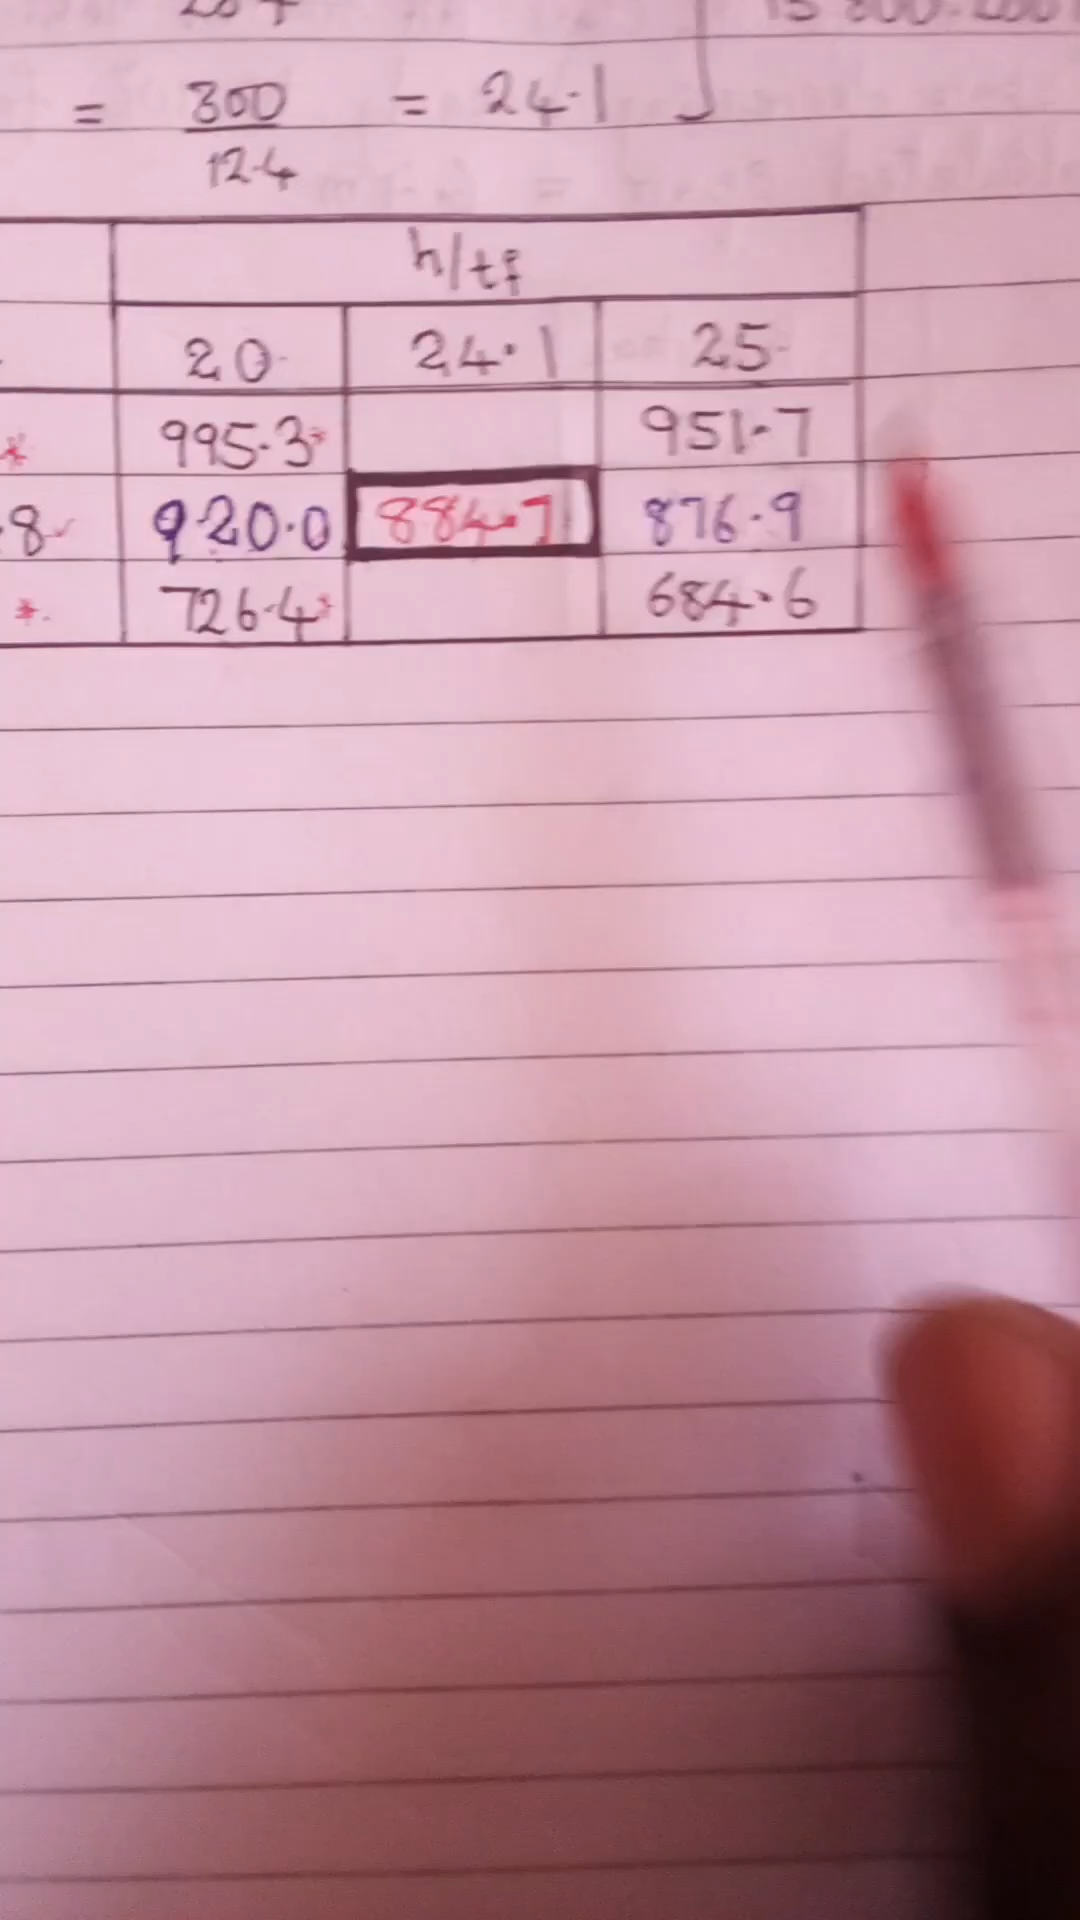 = 300/12.4 = 24.1
h/tf
20 24.1 25
* 995.3* 951.7
.8✓ 920.0 884.7 876.9
*. 726.4* 684.6